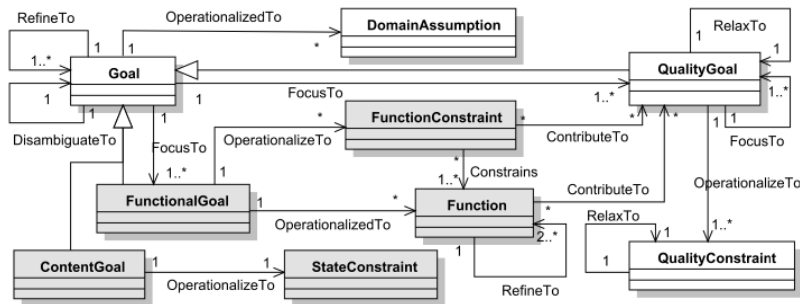 RefineTo
OperationalizedTo
DomainAssumption
RelaxTo
1
1
1
*
1
1..*
Goal
QualityGoal
1
1
1
1..*
FocusTo
1..*
DisambiguateTo
1
1
FocusTo
*
FunctionConstraint
*
*
*
1
1
FocusTo
OperationalizeTo
ContributeTo
1..*
1
*
Constrains
1..*
FunctionalGoal
1
*
Function
ContributeTo
OperationalizeTo
OperationalizedTo
*
2..*
RelaxTo
1
1..*
ContentGoal
1
1
StateConstraint
1
QualityConstraint
OperationalizeTo
1
RefineTo